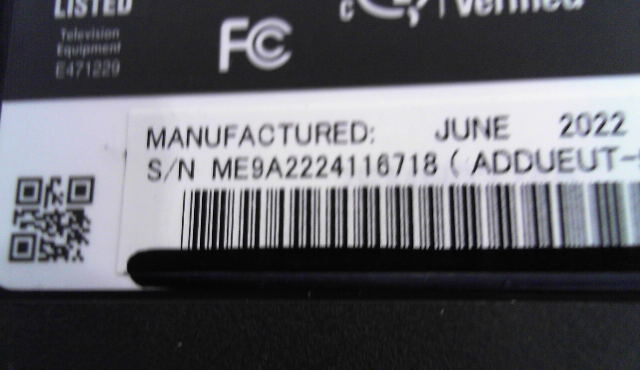 LISTED
Television
Equipment
E471229
FC
c
Verified
MANUFACTURED: JUNE 2022
S/N ME9A2224116718 ( ADDUEUT-